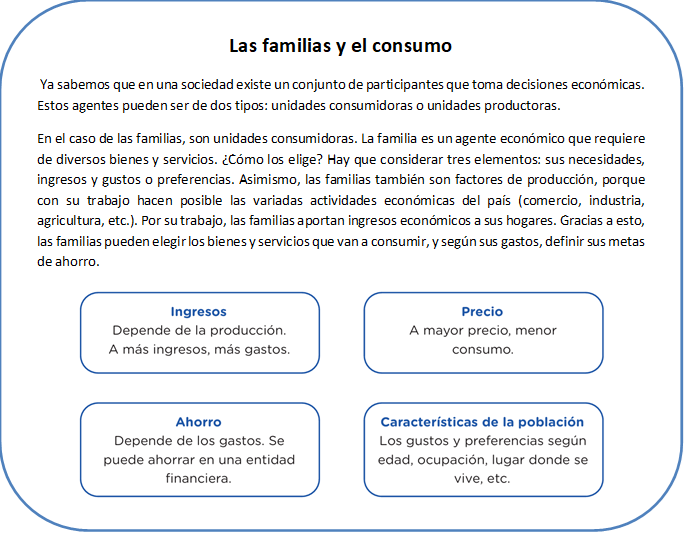 Las familias y el consumo
Ya sabemos que en una sociedad existe un conjunto de participantes que toma decisiones económicas.
Estos agentes pueden ser de dos tipos: unidades consumidoras o unidades productoras.
En el caso de las familias, son unidades consumidoras. La familia es un agente económico que requiere
de diversos bienes y servicios. ¿Cómo los elige? Hay que considerar tres elementos: sus necesidades,
ingresos y gustos o preferencias. Asimismo, las familias también son factores de producción, porque
con su trabajo hacen posible las variadas actividades económicas del país (comercio, industria,
agricultura, etc.). Por su trabajo, las familias aportan ingresos económicos a sus hogares. Gracias a esto,
las familias pueden elegir los bienes y servicios que van a consumir, y según sus gastos, definir sus metas
de ahorro.
Ingresos
Depende de la producción.
A más ingresos, más gastos.
Precio
A mayor precio, menor
consumo.
Ahorro
Depende de los gastos. Se
puede ahorrar en una entidad
financiera.
Características de la población
Los gustos y preferencias según
edad, ocupación, lugar donde se
vive, etc.